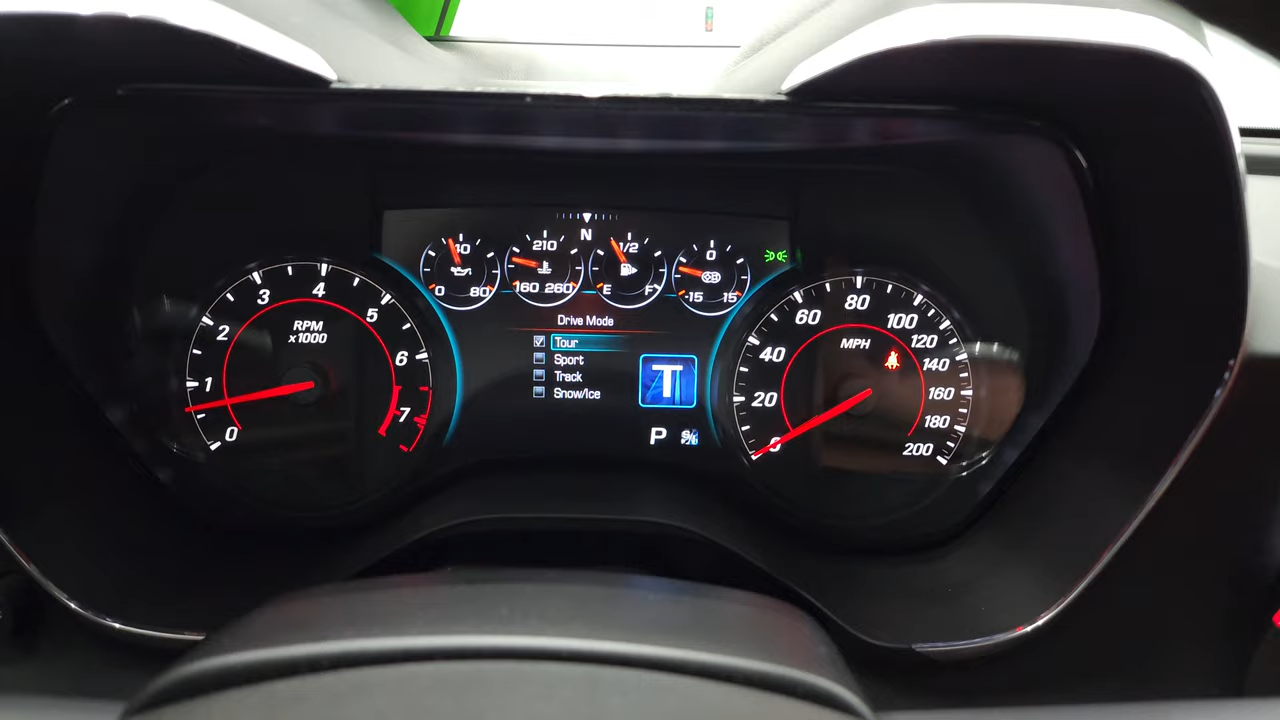 N
40
0 80
210
160 260
1/2
E F
0
-15 15
Drive Mode
Tour
Sport
Track
Snow/Ice
T
P
RPM
x1000
0
1
2
3
4
5
6
7
MPH
0
20
40
60
80
100
120
140
160
180
200